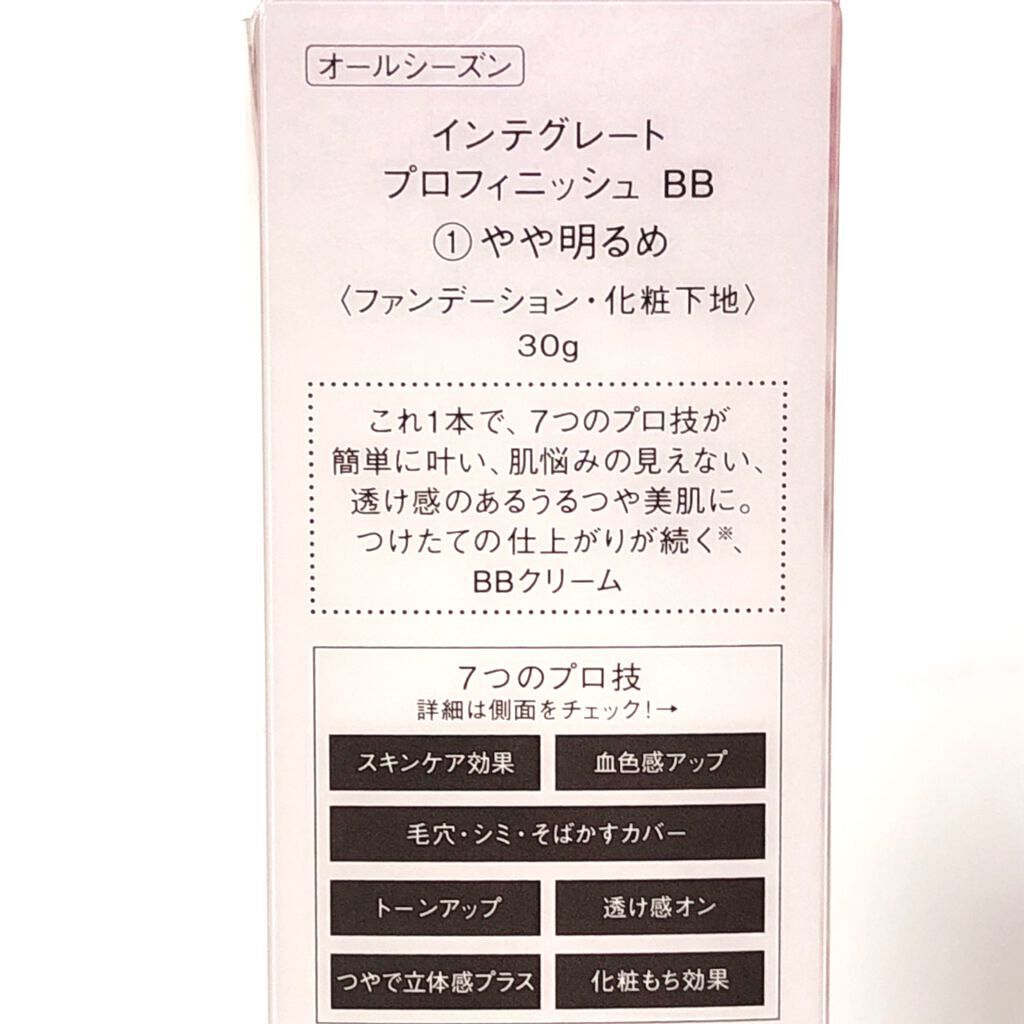 オールシーズン
インテグレート
プロフィニッシュ BB
①やや明るめ
〈ファンデーション・化粧下地〉
30g
これ1本で、7つのプロ技が
簡単に叶い、肌悩みの見えない、
透け感のあるうるつや美肌に。
つけたての仕上がりが続く※、
BBクリーム
7つのプロ技
詳細は側面をチェック!→
スキンケア効果
血色感アップ
毛穴・シミ・そばかすカバー
トーンアップ
透け感オン
つやで立体感プラス
化粧もち効果